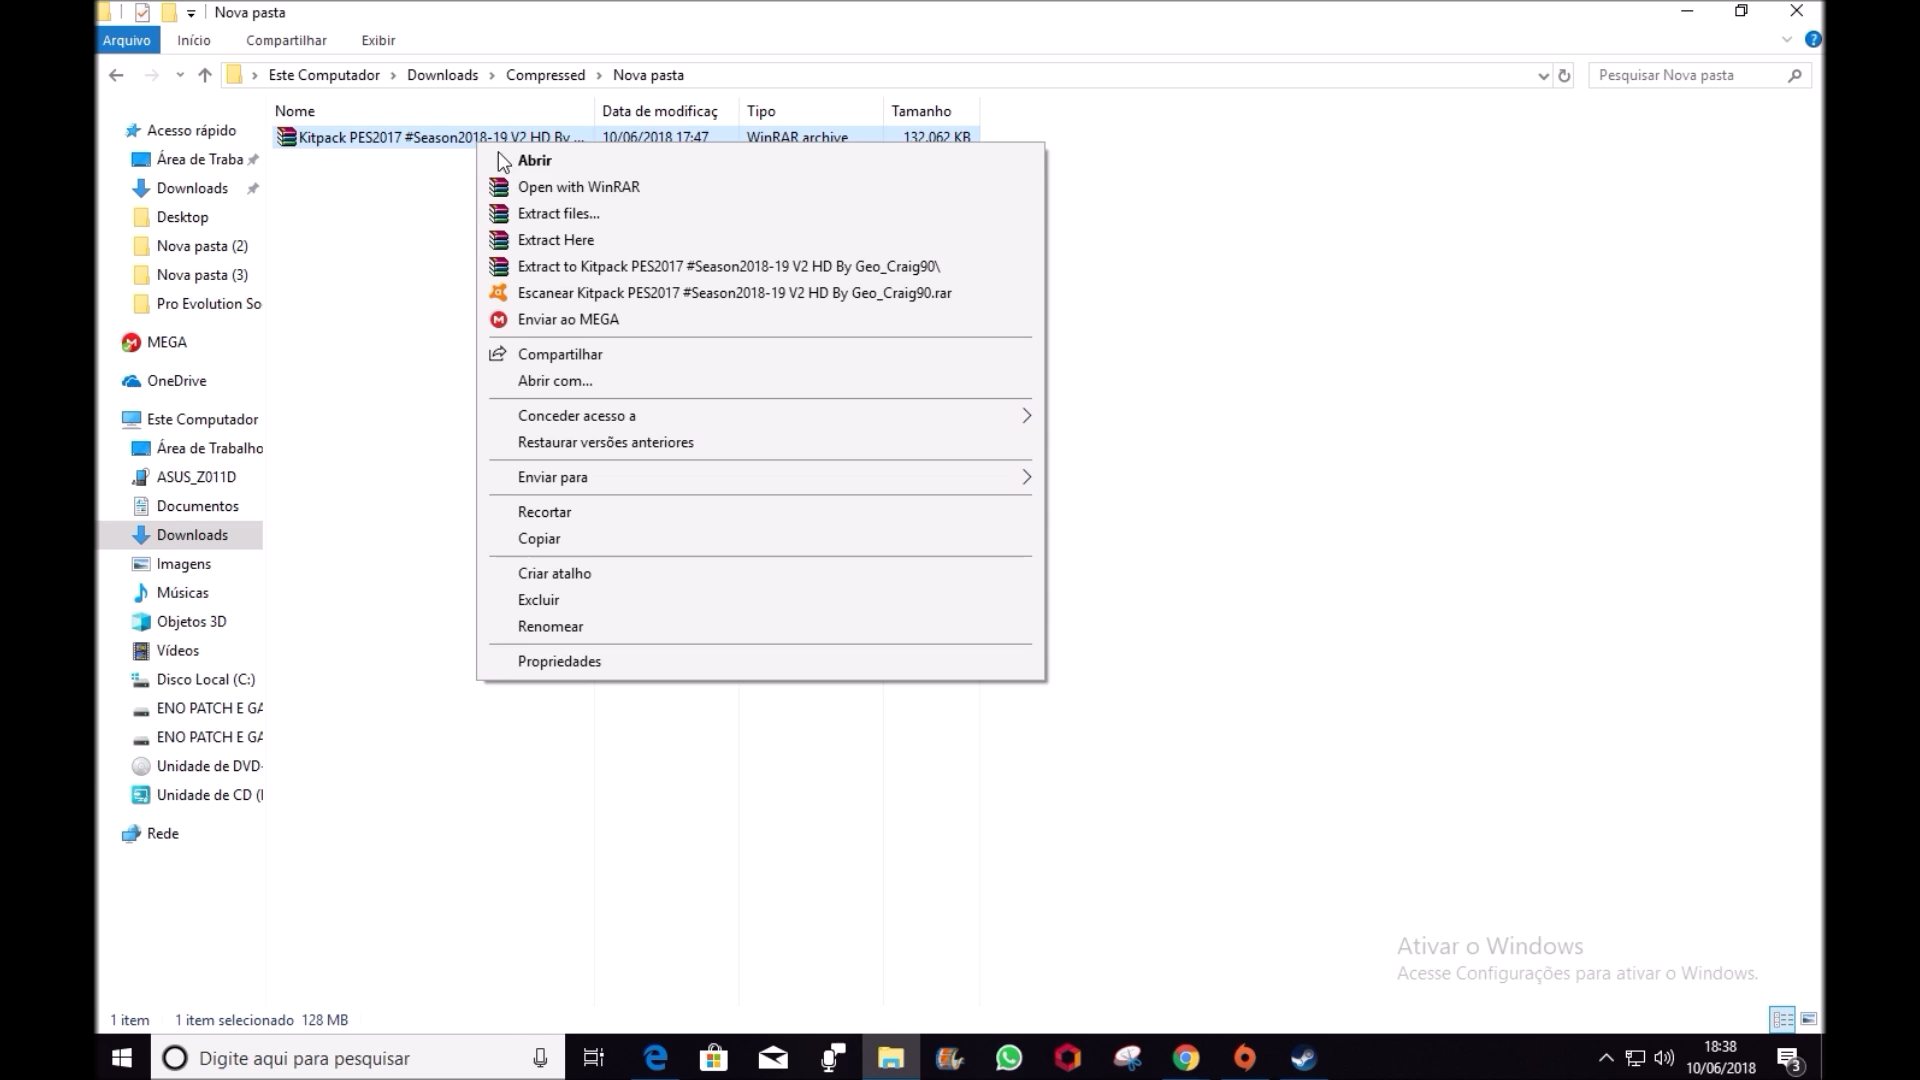 Nova pasta
Arquivo Início Compartilhar Exibir
Este Computador Downloads Compressed Nova pasta
Pesquisar Nova pasta
Nome Data de modificaç Tipo Tamanho
Kitpack PES2017 #Season2018-19 V2 HD By ... 10/06/2018 17:47 WinRAR archive 132.062 KB
Acesso rápido
Área de Traba
Downloads
Desktop
Nova pasta (2)
Nova pasta (3)
Pro Evolution So
MEGA
OneDrive
Este Computador
Área de Trabalho
ASUS_Z011D
Documentos
Downloads
Imagens
Músicas
Objetos 3D
Vídeos
Disco Local (C:)
ENO PATCH E GA
ENO PATCH E GA
Unidade de DVD-
Unidade de CD (
Rede
Abrir
Open with WinRAR
Extract files...
Extract Here
Extract to Kitpack PES2017 #Season2018-19 V2 HD By Geo_Craig90\
Escanear Kitpack PES2017 #Season2018-19 V2 HD By Geo_Craig90.rar
Enviar ao MEGA
Compartilhar
Abrir com...
Conceder acesso a
Restaurar versões anteriores
Enviar para
Recortar
Copiar
Criar atalho
Excluir
Renomear
Propriedades
Ativar o Windows
Acesse Configurações para ativar o Windows.
1 item 1 item selecionado 128 MB
Digite aqui para pesquisar
18:38
10/06/2018
3